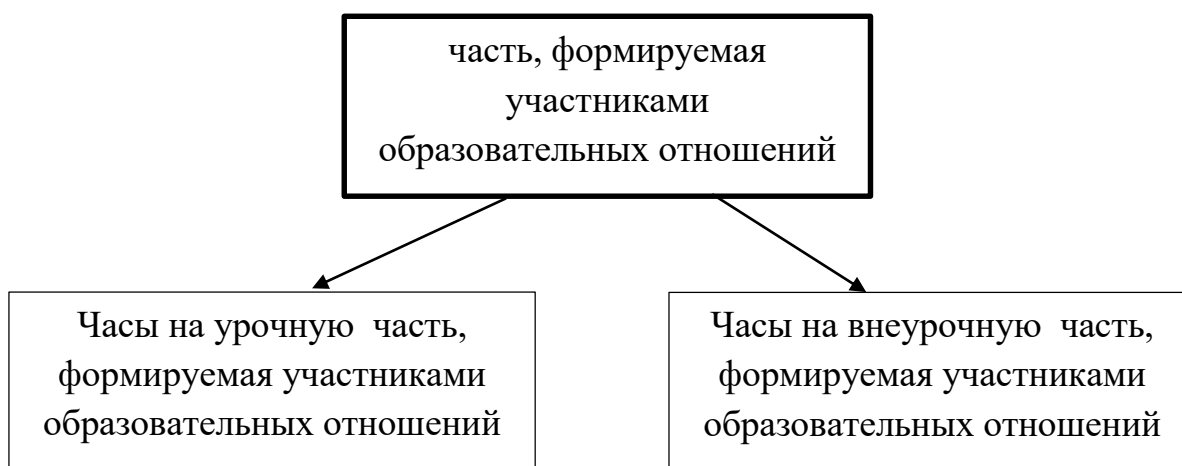 часть, формируемая
участниками
образовательных отношений
Часы на урочную  часть,
формируемая участниками
образовательных отношений
Часы на внеурочную  часть,
формируемая участниками
образовательных отношений